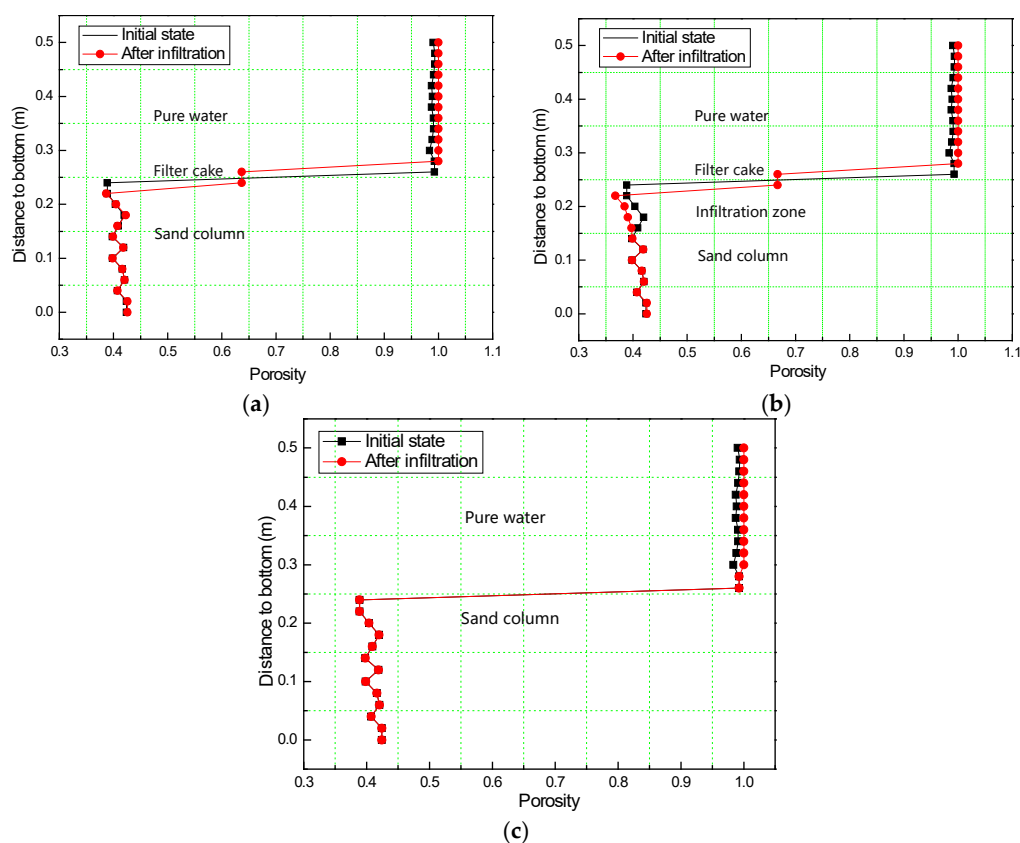 Initial state
After infiltration
Distance to bottom (m)
0.5
0.4
0.3
0.2
0.1
0.0
Pure water
Filter cake
Sand column
0.3 0.4 0.5 0.6 0.7 0.8 0.9 1.0 1.1
Porosity
(a)
Initial state
After infiltration
Distance to bottom (m)
0.5
0.4
0.3
0.2
0.1
0.0
Pure water
Filter cake
Infiltration zone
Sand column
0.3 0.4 0.5 0.6 0.7 0.8 0.9 1.0 1.1
Porosity
(b)
Initial state
After infiltration
Distance to bottom (m)
0.5
0.4
0.3
0.2
0.1
0.0
Pure water
Sand column
0.3 0.4 0.5 0.6 0.7 0.8 0.9 1.0
Porosity
(c)